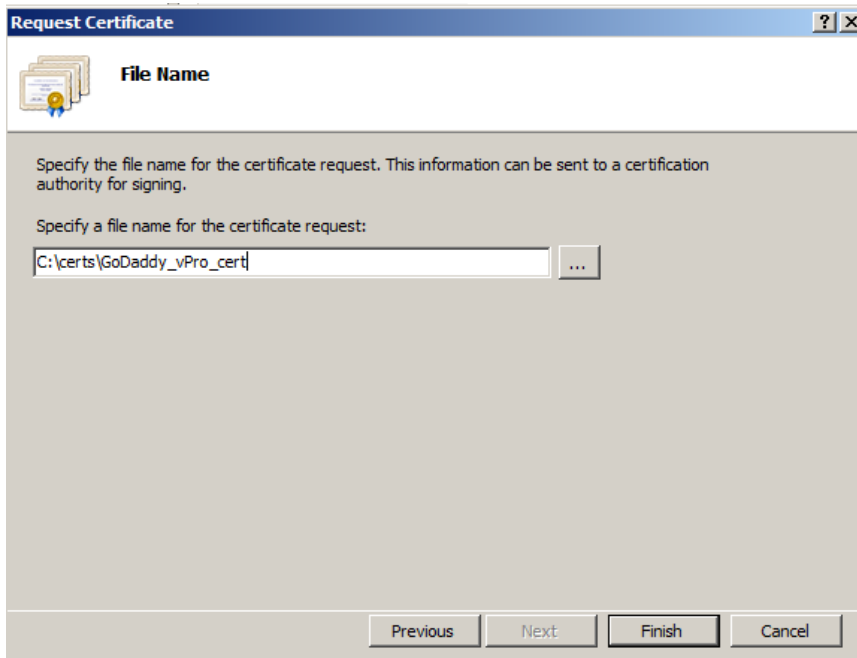 Request Certificate
?
File Name
Specify the file name for the certificate request. This information can be sent to a certification
authority for signing.
Specify a file name for the certificate request:
C:\certs\GoDaddy_vPro_cert
...
Previous Next Finish Cancel